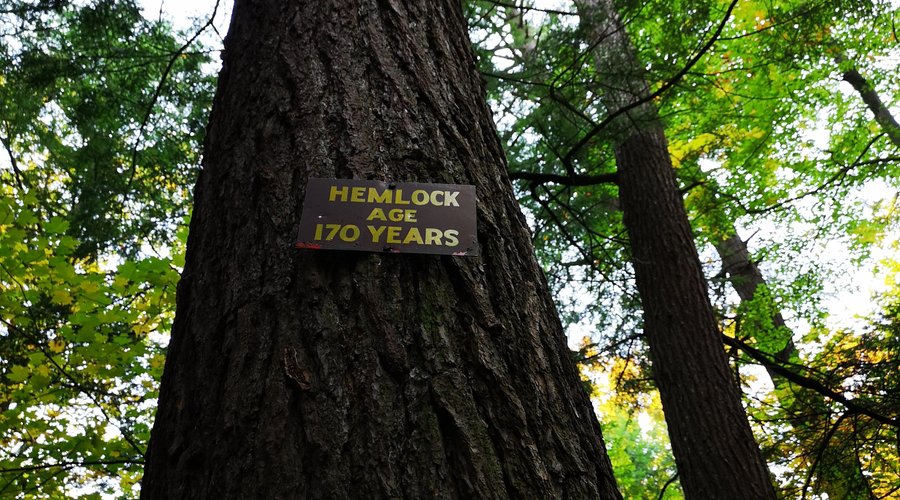 HEMLOCK
AGE
170 YEARS